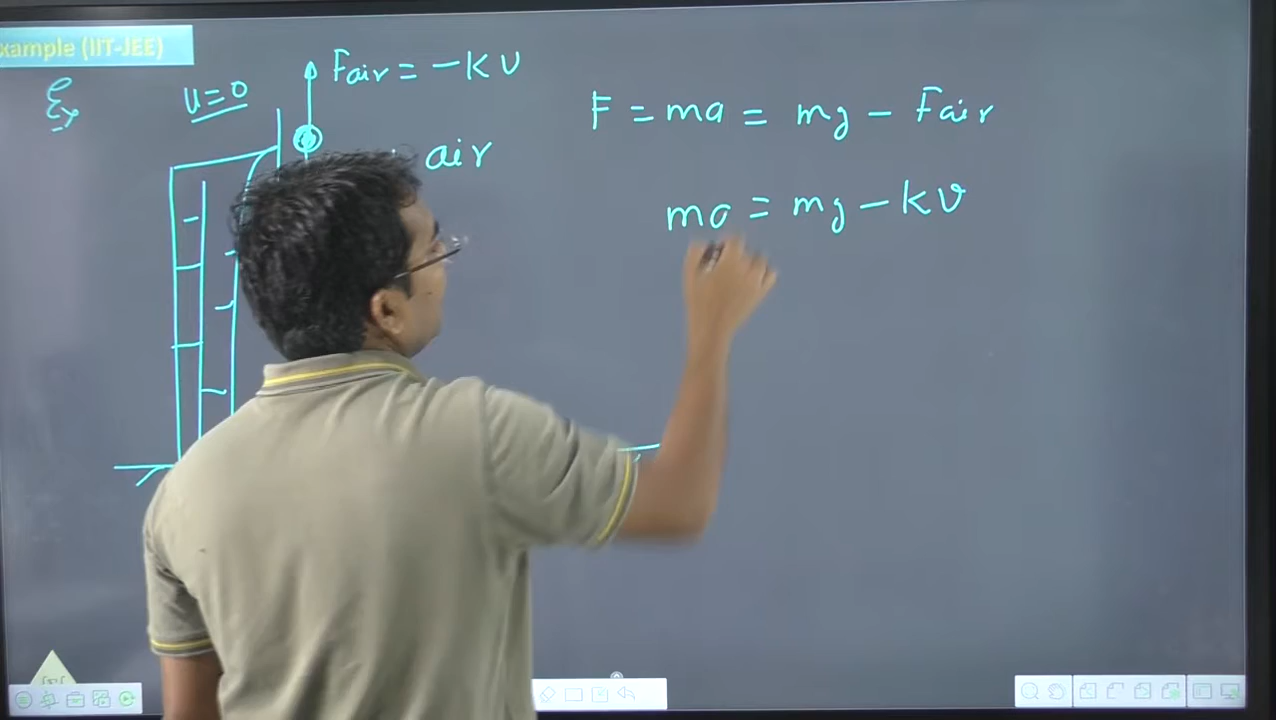 xample (IIT-JEE)
Ex
u=0
Fair = -kv
air
F = ma = mg - Fair
ma = mg - kv